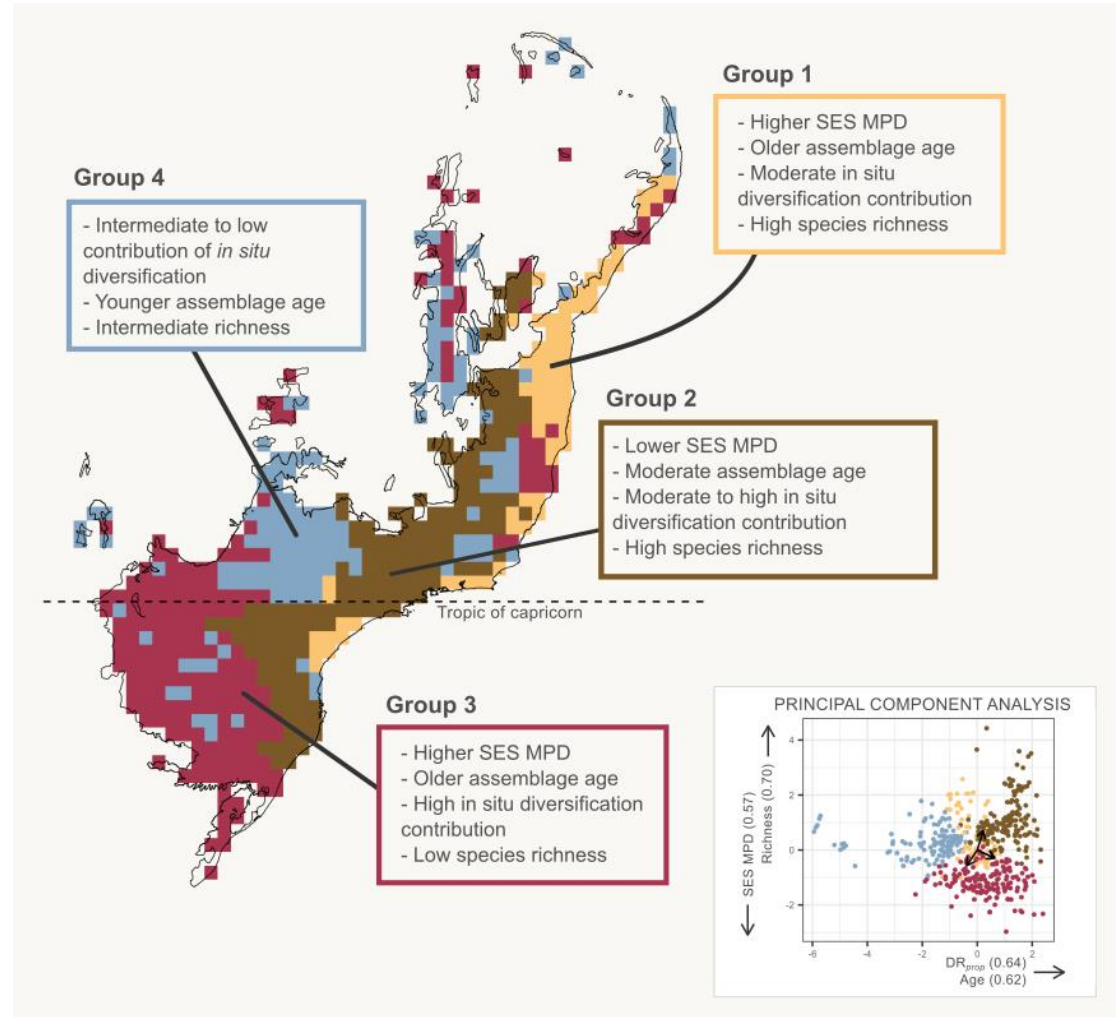 Group 1
- Higher SES MPD
- Older assemblage age
- Moderate in situ
diversification contribution
- High species richness
Group 4
- Intermediate to low
contribution of in situ
diversification
- Younger assemblage age
- Intermediate richness
Group 2
- Lower SES MPD
- Moderate assemblage age
- Moderate to high in situ
diversification contribution
- High species richness
Tropic of capricorn
Group 3
- Higher SES MPD
- Older assemblage age
- High in situ diversification
contribution
- Low species richness
PRINCIPAL COMPONENT ANALYSIS
SES MPD (0.57)
Richness (0.70)
4
2
0
-2
-6
-4
-2
0
2
DRprop (0.64)
Age (0.62)